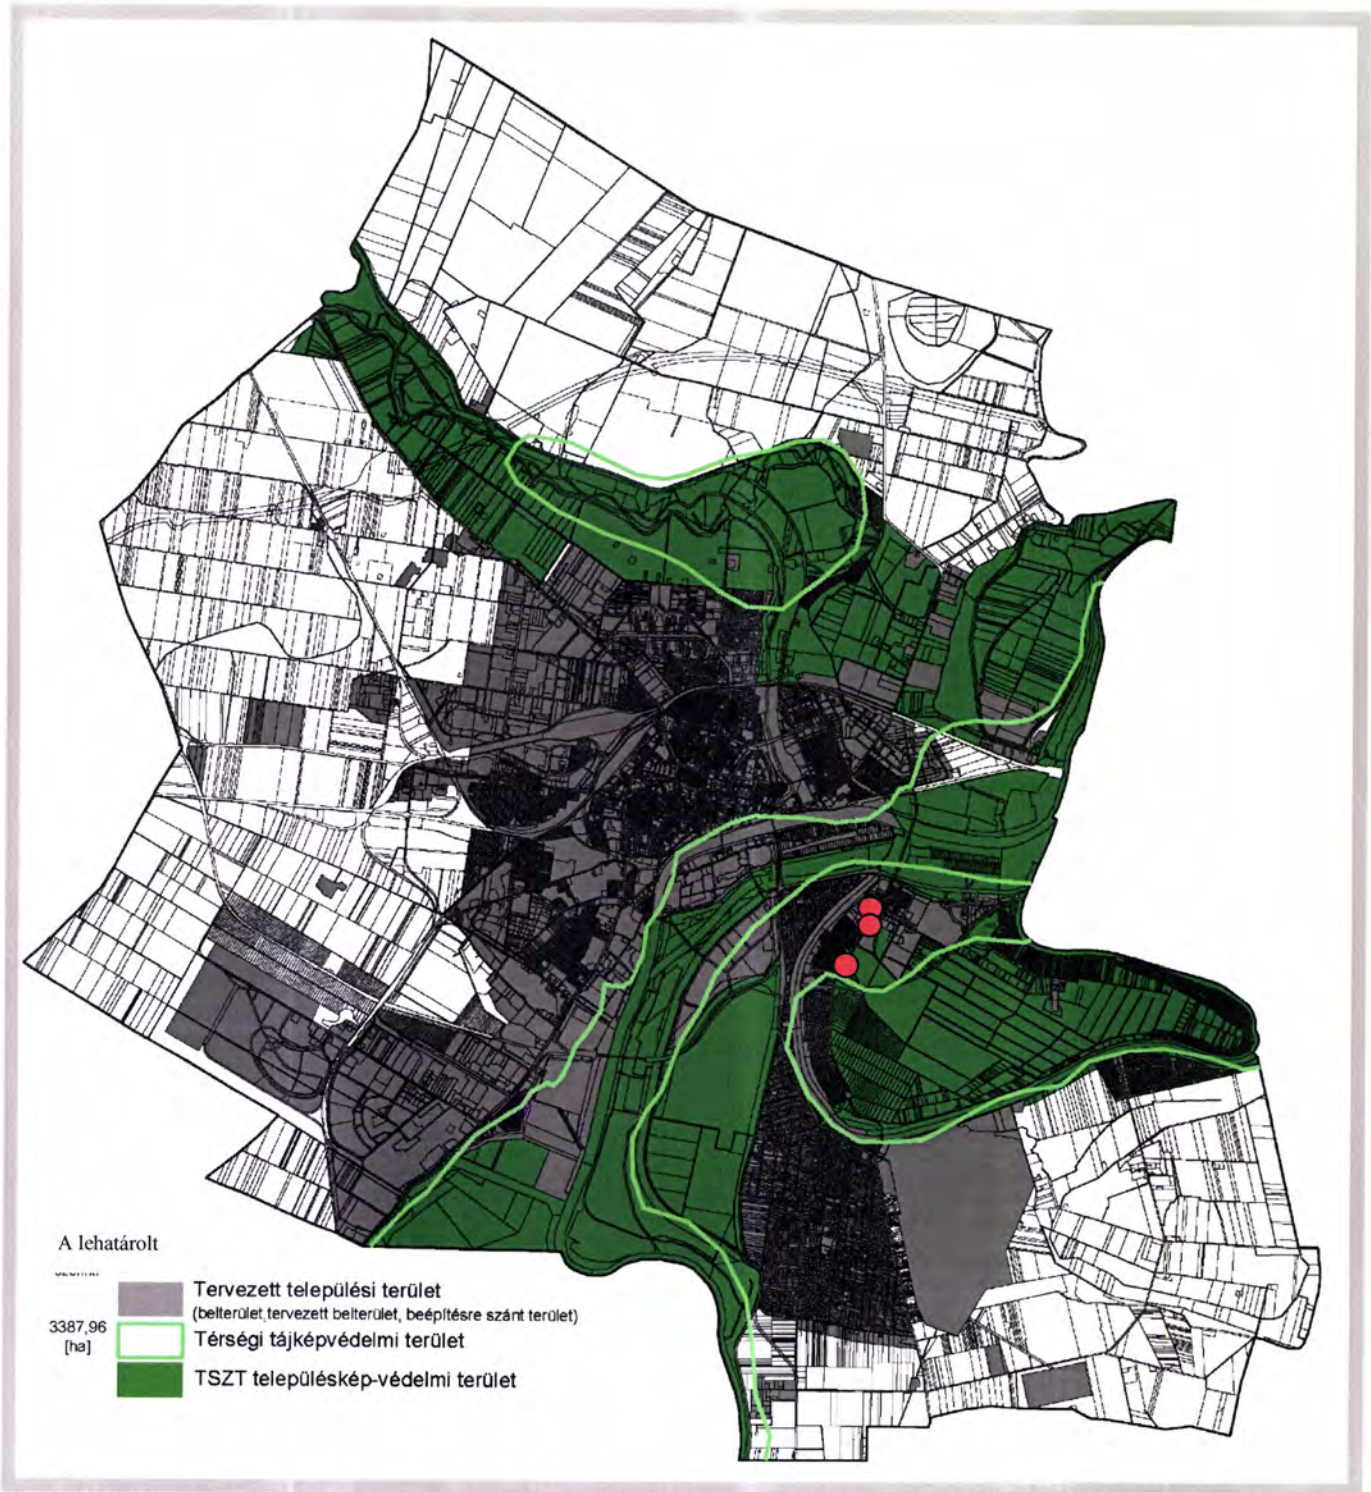 A lehatárolt
Tervezett települési terület
(belterület,tervezett belterület, beépítésre szánt terület)
3387,96
[ha]
Térségi tájképvédelmi terület
TSZT településkép-védelmi terület